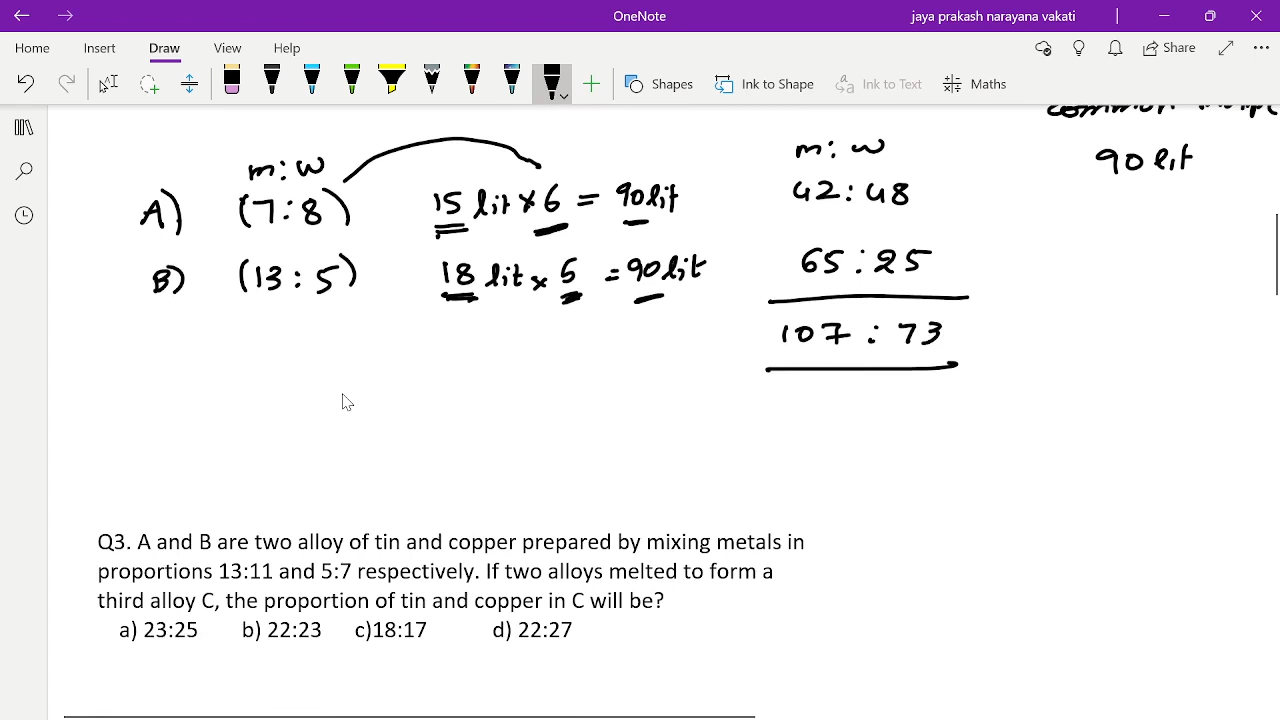 OneNote
jaya prakash narayana vakati
Home Insert Draw View Help Share
Shapes Ink to Shape Ink to Text Maths
common
90 lit
m : w
A) (7:8) 15 lit × 6 = 90 lit
B) (13 : 5) 18 lit × 5 = 90 lit
m : w
42 : 48
65 : 25
107 : 73
Q3. A and B are two alloy of tin and copper prepared by mixing metals in
proportions 13:11 and 5:7 respectively. If two alloys melted to form a
third alloy C, the proportion of tin and copper in C will be?
a) 23:25 b) 22:23 c)18:17 d) 22:27